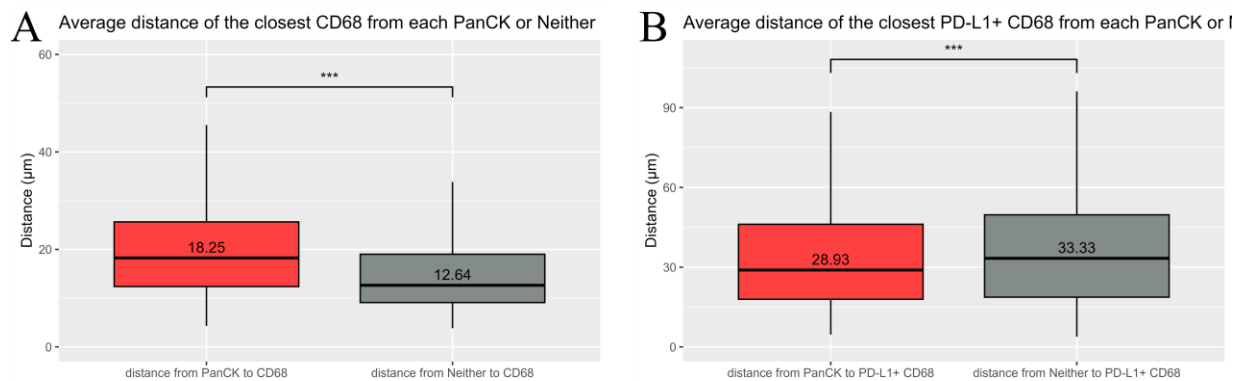 A
Average distance of the closest CD68 from each PanCK or Neither
60
40
20
0
Distance (µm)
***
18.25
12.64
distance from PanCK to CD68
distance from Neither to CD68
B
Average distance of the closest PD-L1+ CD68 from each PanCK or
90
60
30
0
Distance (µm)
***
28.93
33.33
distance from PanCK to PD-L1+ CD68
distance from Neither to PD-L1+ CD68